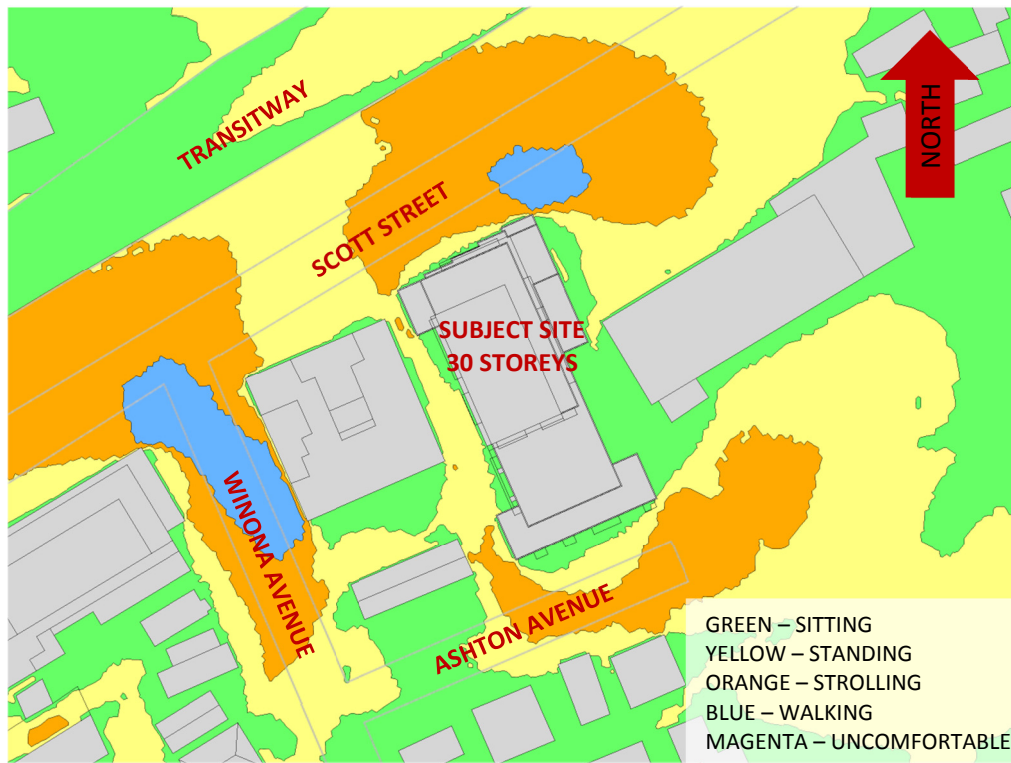 TRANSITWAY
NORTH
SCOTT STREET
SUBJECT SITE
30 STOREYS
WINONA AVENUE
ASHTON AVENUE
GREEN – SITTING
YELLOW – STANDING
ORANGE – STROLLING
BLUE – WALKING
MAGENTA – UNCOMFORTABLE